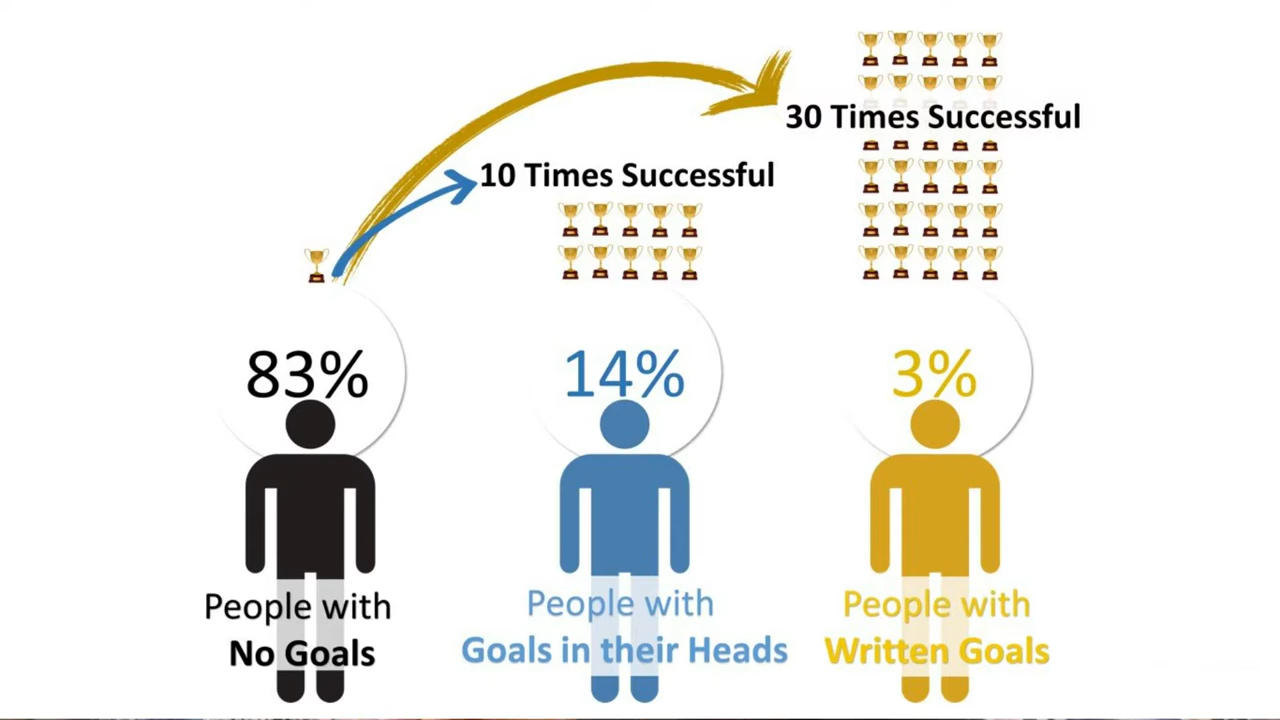 30 Times Successful
10 Times Successful
83%
14%
3%
People with
No Goals
People with
Goals in their Heads
People with
Written Goals